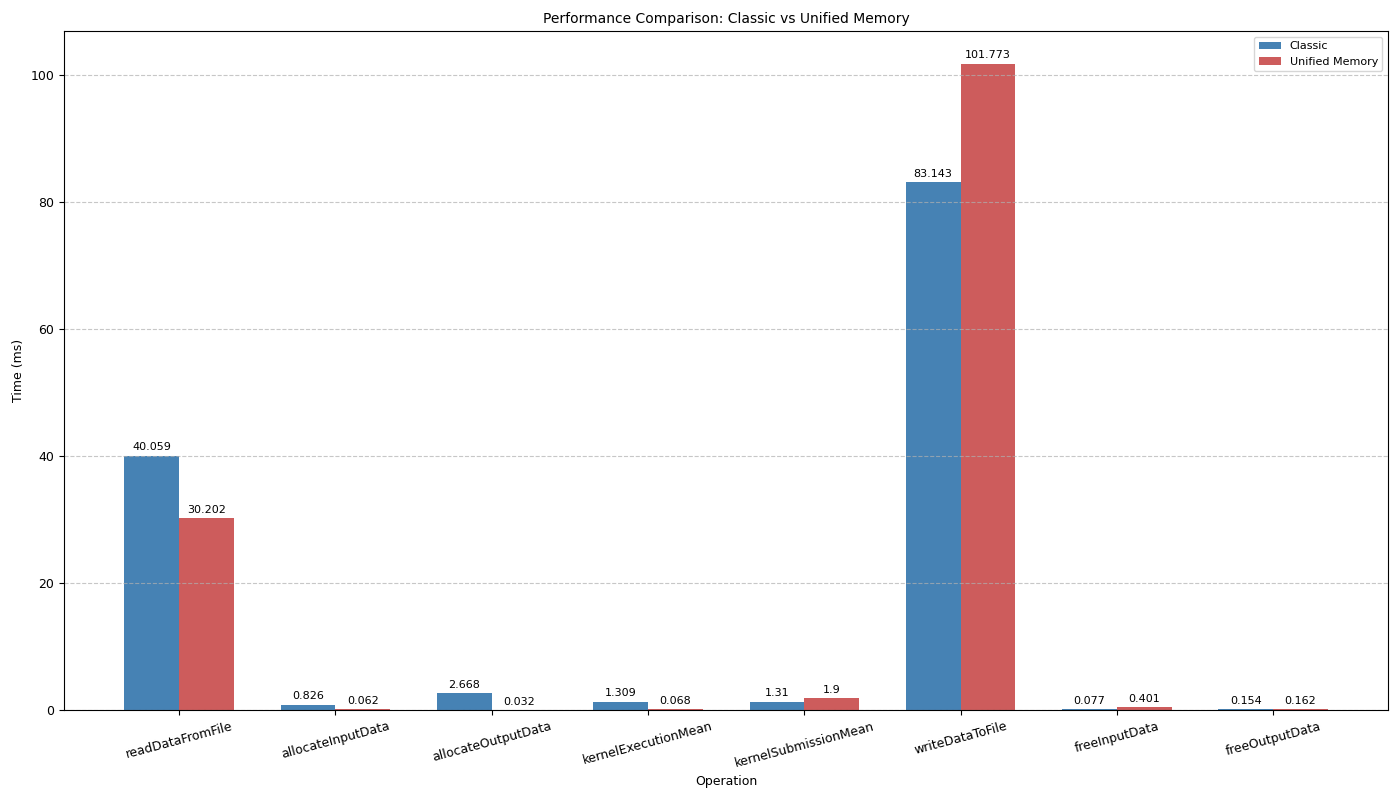 Performance Comparison: Classic vs Unified Memory
Classic
Unified Memory
Time (ms)
100
80
60
40
20
0
40.059
30.202
0.826
0.062
2.668
0.032
1.309
0.068
1.31
1.9
83.143
101.773
0.077
0.401
0.154
0.162
readDataFromFile
allocateInputData
allocateOutputData
kernelExecutionMean
kernelSubmissionMean
writeDataToFile
freeInputData
freeOutputData
Operation